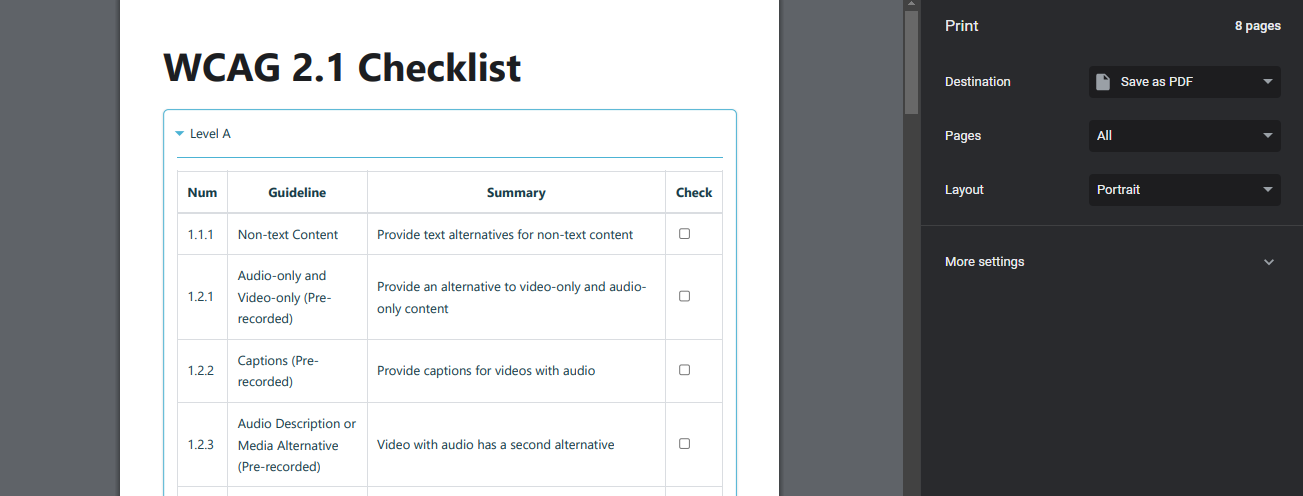 WCAG 2.1 Checklist
Level A
Num Guideline Summary Check
1.1.1 Non-text Content Provide text alternatives for non-text content
1.2.1
Audio-only and
Video-only (Pre-
recorded)
Provide an alternative to video-only and audio-
only content
1.2.2
Captions (Pre-
recorded)
Provide captions for videos with audio
1.2.3
Audio Description or
Media Alternative
(Pre-recorded)
Video with audio has a second alternative
Print 8 pages
Destination Save as PDF
Pages All
Layout Portrait
More settings